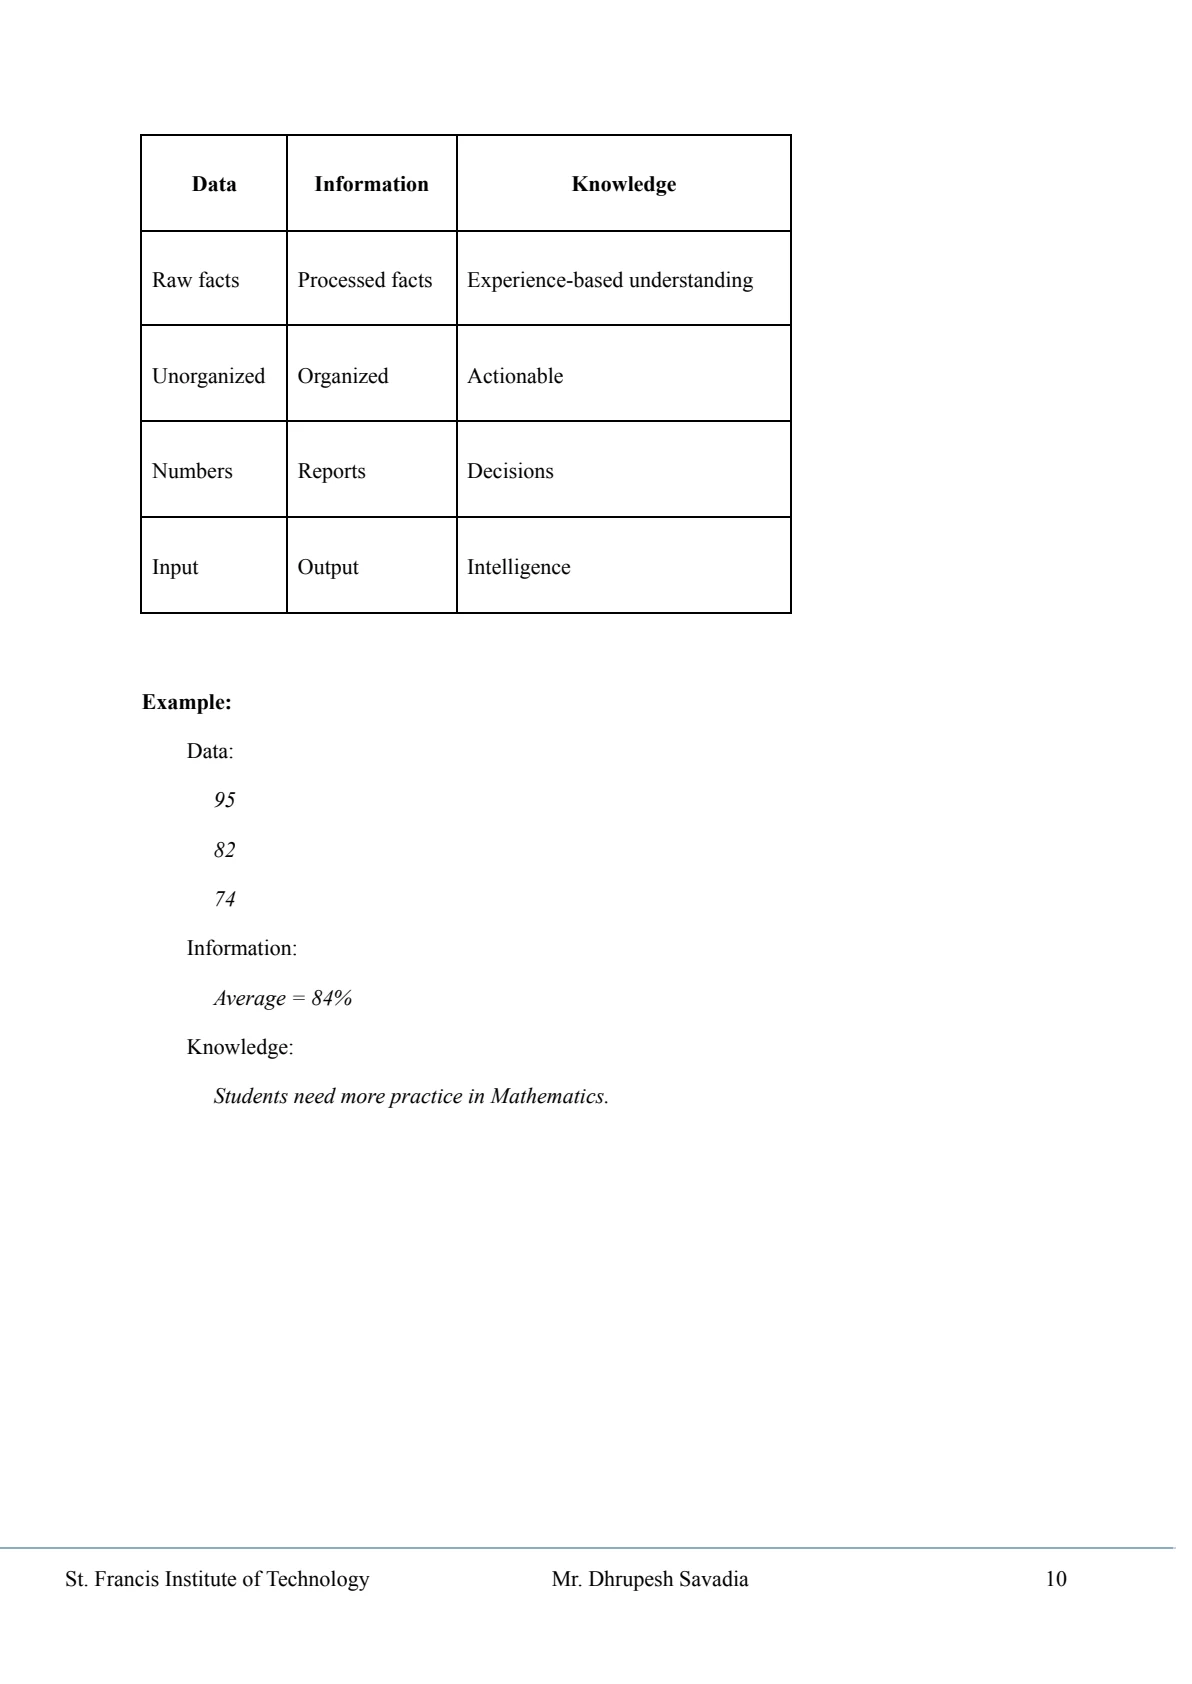 Data Information Knowledge
Raw facts Processed facts Experience-based understanding
Unorganized Organized Actionable
Numbers Reports Decisions
Input Output Intelligence
Example:
Data:
95
82
74
Information:
Average = 84%
Knowledge:
Students need more practice in Mathematics.
St. Francis Institute of Technology Mr. Dhrupesh Savadia 10